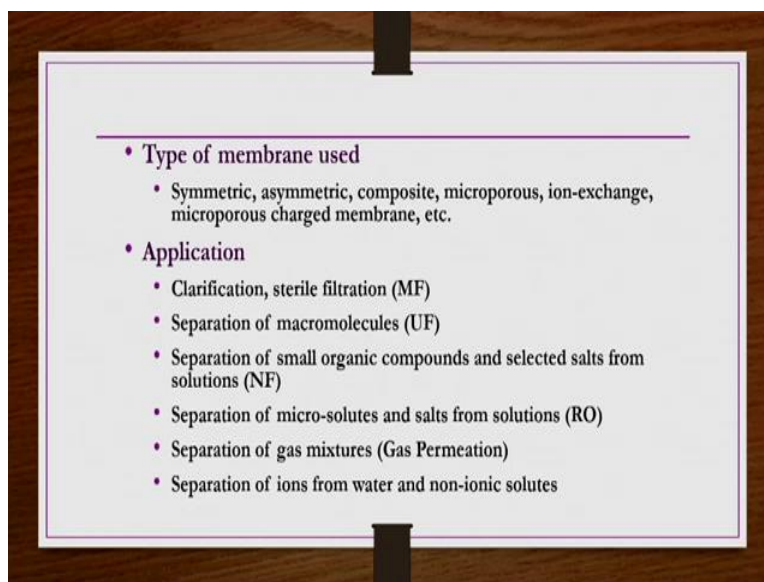 • Type of membrane used
• Symmetric, asymmetric, composite, microporous, ion-exchange,
microporous charged membrane, etc.
• Application
• Clarification, sterile filtration (MF)
• Separation of macromolecules (UF)
• Separation of small organic compounds and selected salts from
solutions (NF)
• Separation of micro-solutes and salts from solutions (RO)
• Separation of gas mixtures (Gas Permeation)
• Separation of ions from water and non-ionic solutes